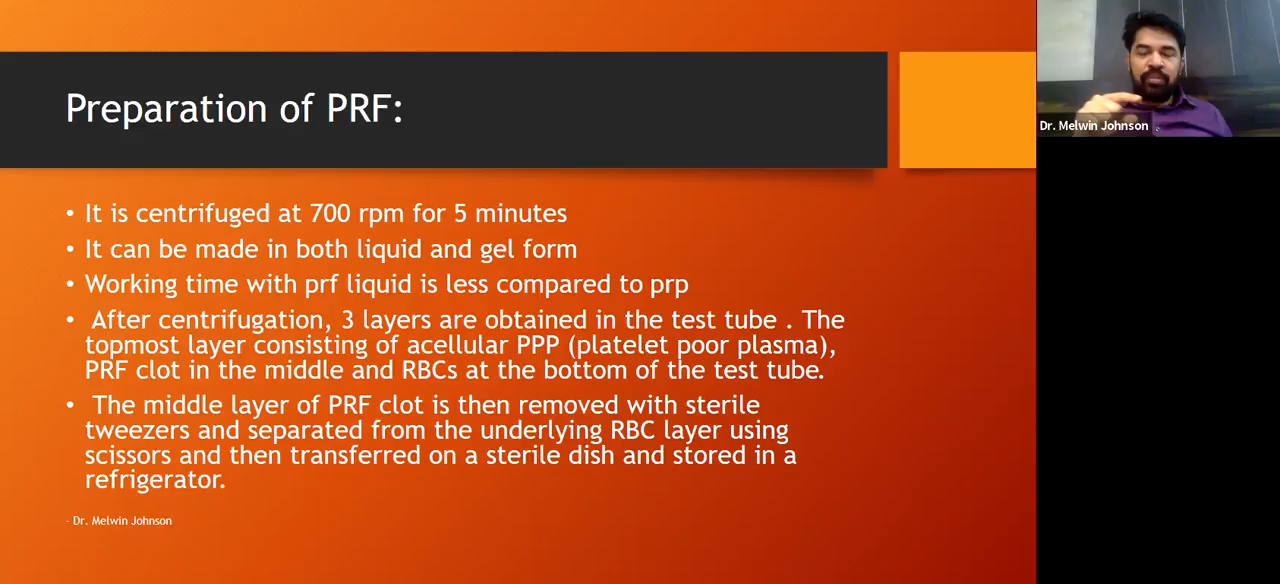 Preparation of PRF:
• It is centrifuged at 700 rpm for 5 minutes
• It can be made in both liquid and gel form
• Working time with prf liquid is less compared to prp
• After centrifugation, 3 layers are obtained in the test tube . The
topmost layer consisting of acellular PPP (platelet poor plasma),
PRF clot in the middle and RBCs at the bottom of the test tube.
• The middle layer of PRF clot is then removed with sterile
tweezers and separated from the underlying RBC layer using
scissors and then transferred on a sterile dish and stored in a
refrigerator.
- Dr. Melwin Johnson
Dr. Melwin Johnson